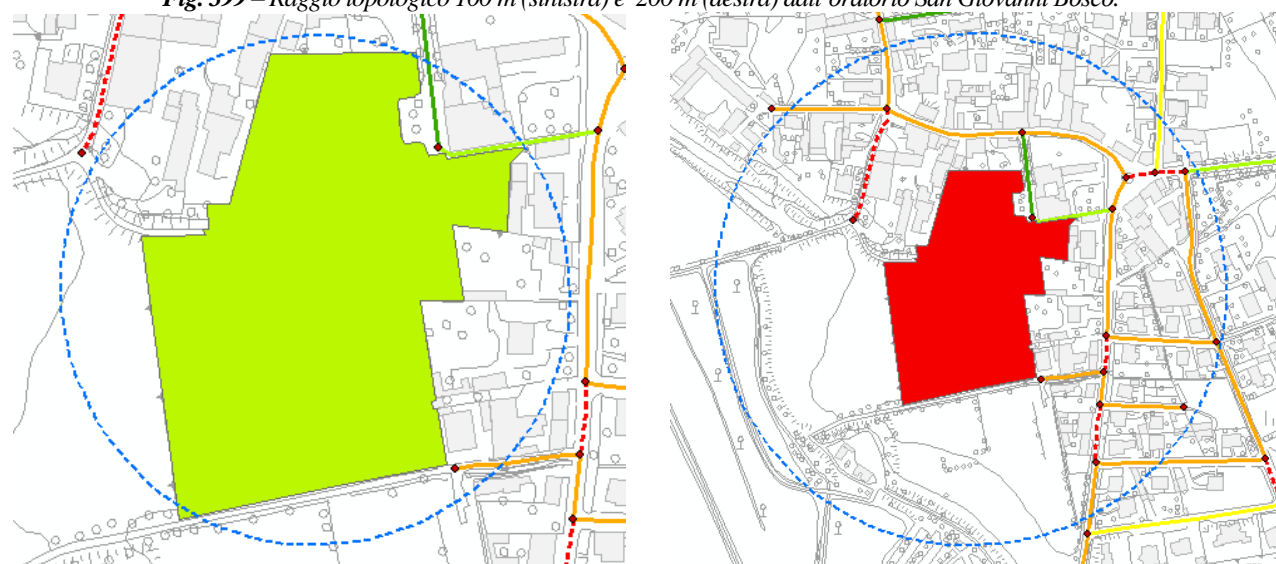 Fig. 399 – Raggio topologico 100 m (sinistra) e 200 m (destra) dall'oratorio San Giovanni Bosco.